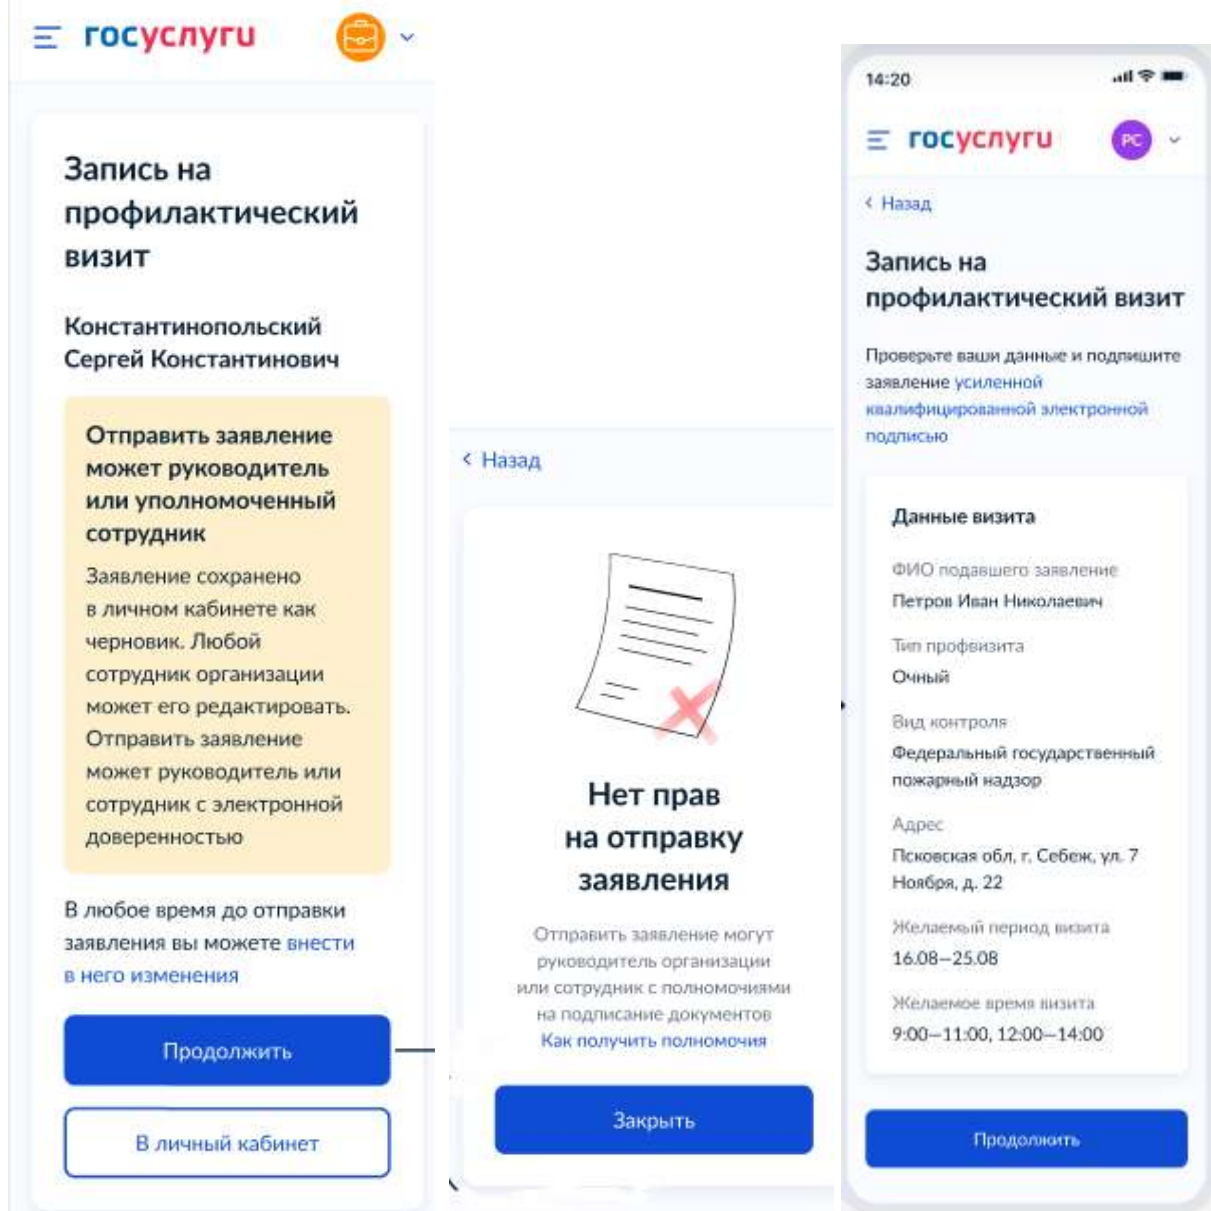 госуслуги
Запись на
профилактический
визит
Константинопольский
Сергей Константинович
Отправить заявление
может руководитель
или уполномоченный
сотрудник
Заявление сохранено
в личном кабинете как
черновик. Любой
сотрудник организации
может его редактировать.
Отправить заявление
может руководитель или
сотрудник с электронной
доверенностью
В любое время до отправки
заявления вы можете внести
в него изменения
Продолжить
В личный кабинет
Назад
Нет прав
на отправку
заявления
Отправить заявление могут
руководитель организации
или сотрудник с полномочиями
на подписание документов
Как получить полномочия
Закрыть
14:20
госуслуги
РС
Назад
Запись на
профилактический визит
Проверьте ваши данные и подпишите
заявление усиленной
квалифицированной электронной
подписью
Данные визита
ФИО подавшего заявление
Петров Иван Николаевич
Тип профвизита
Очный
Вид контроля
Федеральный государственный
пожарный надзор
Адрес
Псковская обл, г. Себеж, ул. 7
Ноября, д. 22
Желаемый период визита
16.08—25.08
Желаемое время визита
9:00—11:00, 12:00—14:00
Продолжить